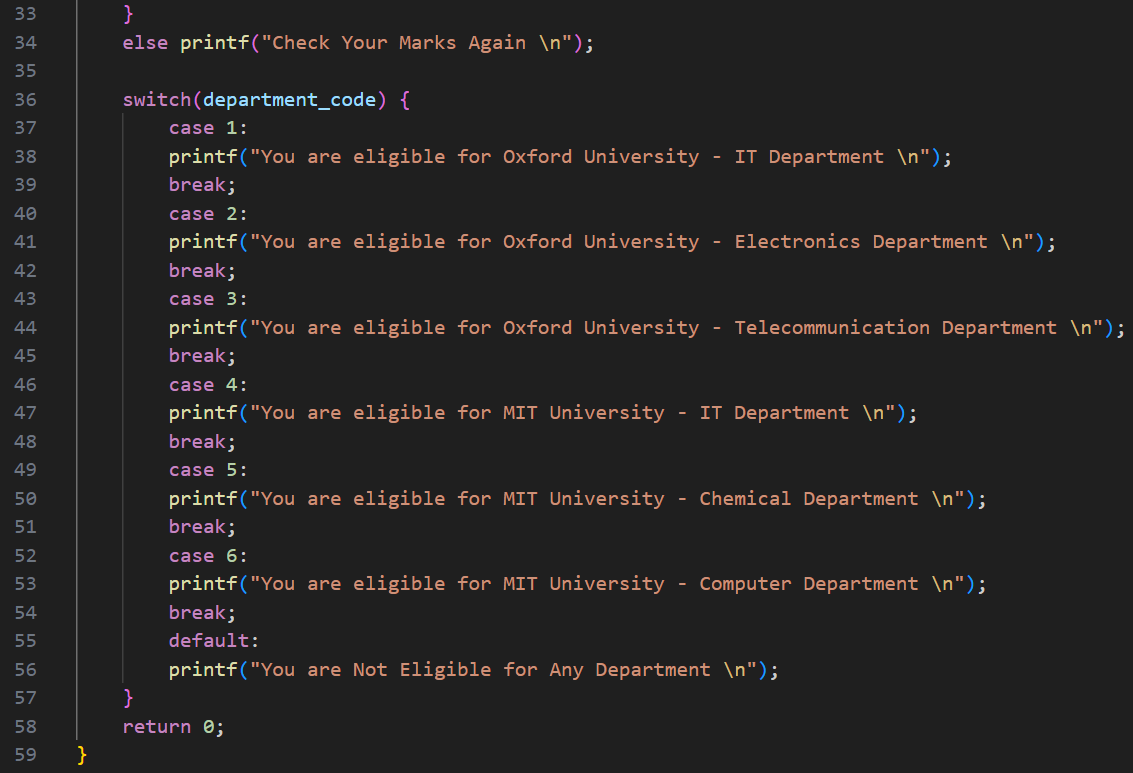 33 }
34 else printf("Check Your Marks Again \n");
35
36 switch(department_code) {
37 case 1:
38 printf("You are eligible for Oxford University - IT Department \n");
39 break;
40 case 2:
41 printf("You are eligible for Oxford University - Electronics Department \n");
42 break;
43 case 3:
44 printf("You are eligible for Oxford University - Telecommunication Department \n");
45 break;
46 case 4:
47 printf("You are eligible for MIT University - IT Department \n");
48 break;
49 case 5:
50 printf("You are eligible for MIT University - Chemical Department \n");
51 break;
52 case 6:
53 printf("You are eligible for MIT University - Computer Department \n");
54 break;
55 default:
56 printf("You are Not Eligible for Any Department \n");
57 }
58 return 0;
59 }